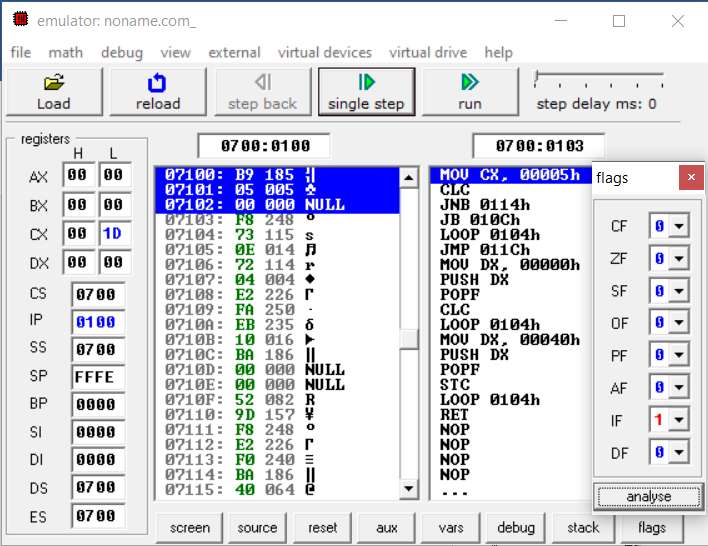 emulator: noname.com_
file math debug view external virtual devices virtual drive help
Load reload step back single step run step delay ms: 0
registers
H L
AX 00 00
BX 00 00
CX 00 1D
DX 00 00
CS 0700
IP 0100
SS 0700
SP FFFE
BP 0000
SI 0000
DI 0000
DS 0700
ES 0700
0700:0100
07100: B9 185 ╣
07101: 05 005 ♣
07102: 00 000 NULL
07103: F8 248 °
07104: 73 115 s
07105: 0E 014 ♫
07106: 72 114 r
07107: 04 004 ♦
07108: E2 226 Γ
07109: FA 250 ·
0710A: EB 235 δ
0710B: 10 016 ►
0710C: BA 186 ║
0710D: 00 000 NULL
0710E: 00 000 NULL
0710F: 52 082 R
07110: 9D 157 ¥
07111: F8 248 °
07112: E2 226 Γ
07113: F0 240 ≡
07114: BA 186 ║
07115: 40 064 @
0700:0103
MOV CX, 00005h
CLC
JNB 0114h
JB 010Ch
LOOP 0104h
JMP 011Ch
MOV DX, 00000h
PUSH DX
POPF
CLC
LOOP 0104h
MOV DX, 00040h
PUSH DX
POPF
STC
LOOP 0104h
RET
NOP
NOP
NOP
NOP
...
flags ×
CF 0
ZF 0
SF 0
OF 0
PF 0
AF 0
IF 1
DF 0
analyse
screen source reset aux vars debug stack flags